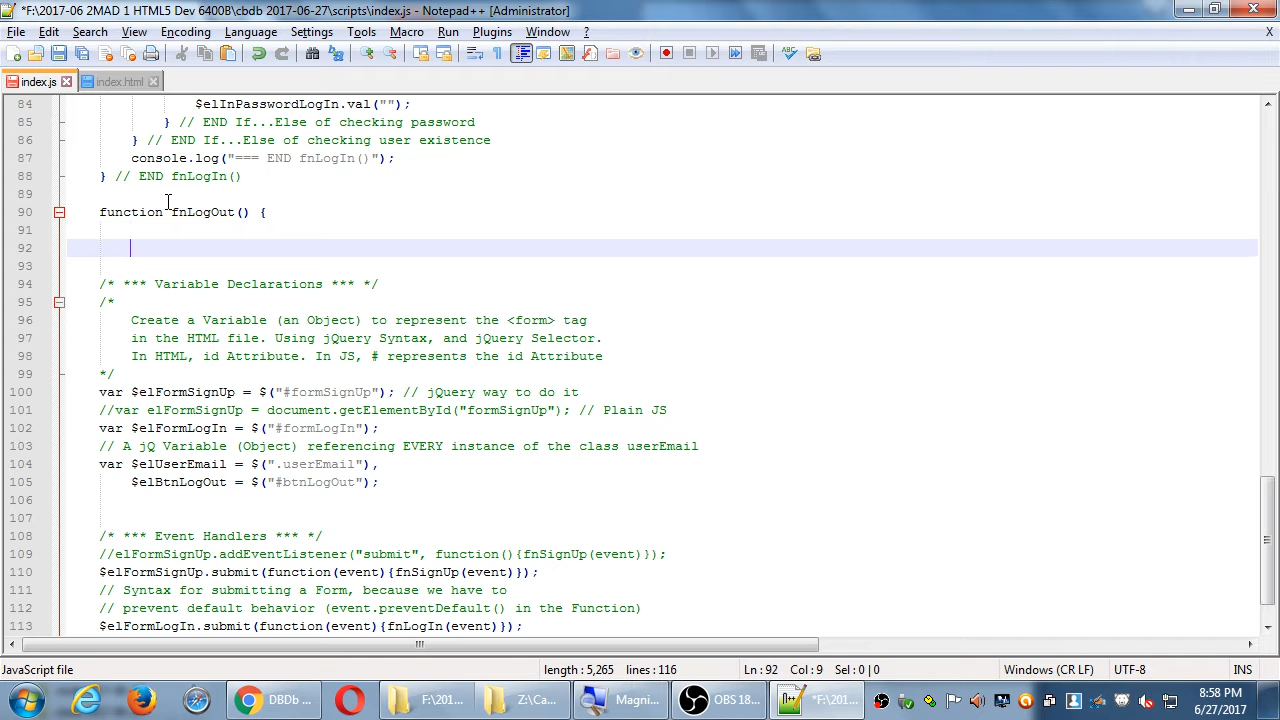 *F:\2017-06 2MAD 1 HTML5 Dev 6400B\cbdb 2017-06-27\scripts\index.js - Notepad++ [Administrator]
File Edit Search View Encoding Language Settings Tools Macro Run Plugins Window ? X
index.js index.html
84 $elInPasswordLogIn.val("");
85 } // END If...Else of checking password
86 } // END If...Else of checking user existence
87 console.log("=== END fnLogIn()");
88 } // END fnLogIn()
89
90 function fnLogOut() {
91
92
93
94 /* *** Variable Declarations *** */
95 /*
96 Create a Variable (an Object) to represent the <form> tag
97 in the HTML file. Using jQuery Syntax, and jQuery Selector.
98 In HTML, id Attribute. In JS, # represents the id Attribute
99 */
100 var $elFormSignUp = $("#formSignUp"); // jQuery way to do it
101 //var elFormSignUp = document.getElementById("formSignUp"); // Plain JS
102 var $elFormLogIn = $("#formLogIn");
103 // A jQ Variable (Object) referencing EVERY instance of the class userEmail
104 var $elUserEmail = $(".userEmail"),
105 $elBtnLogOut = $("#btnLogOut");
106
107
108 /* *** Event Handlers *** */
109 //elFormSignUp.addEventListener("submit", function(){fnSignUp(event)});
110 $elFormSignUp.submit(function(event){fnSignUp(event)});
111 // Syntax for submitting a Form, because we have to
112 // prevent default behavior (event.preventDefault() in the Function)
113 $elFormLogIn.submit(function(event){fnLogIn(event)});
JavaScript file length : 5,265 lines : 116 Ln : 92 Col : 9 Sel : 0 | 0 Windows (CR LF) UTF-8 INS
DBDb ... F:\201... Z:\Ca... Magni... OBS 18... *F:\201... 8:58 PM
6/27/2017